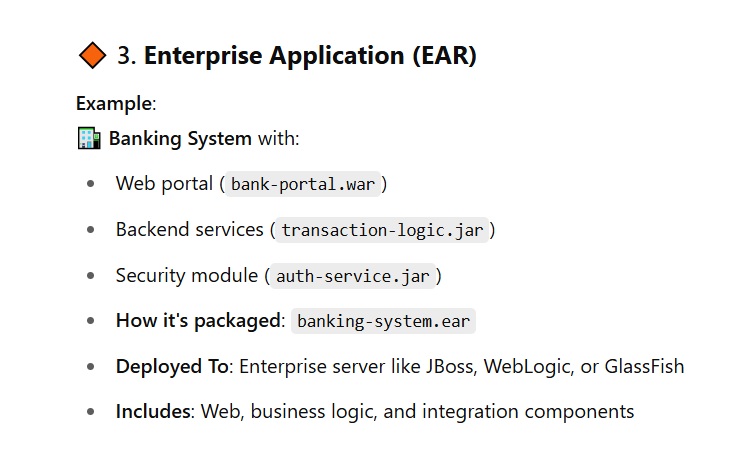 3. Enterprise Application (EAR)
Example:
Banking System with:
Web portal (bank-portal.war)
Backend services (transaction-logic.jar)
Security module (auth-service.jar)
How it's packaged: banking-system.ear
Deployed To: Enterprise server like JBoss, WebLogic, or GlassFish
Includes: Web, business logic, and integration components